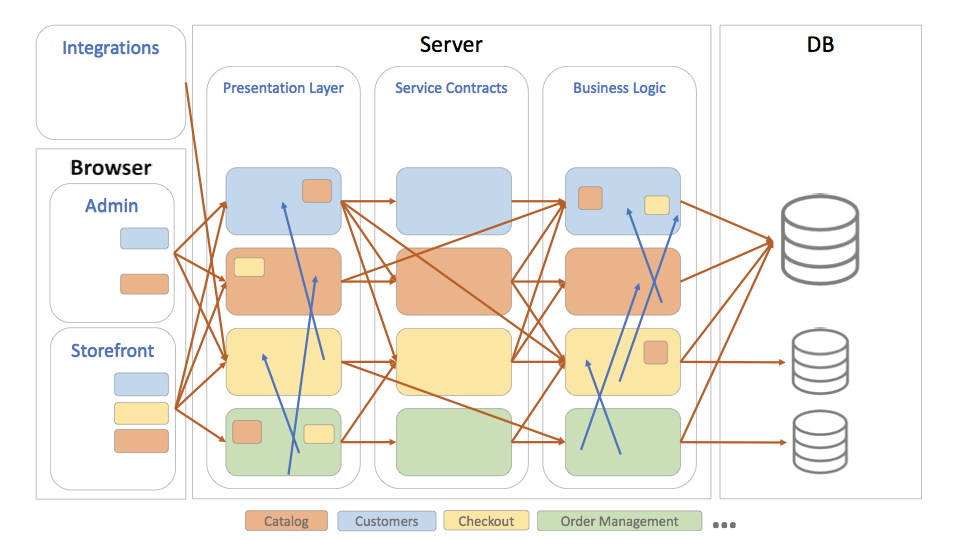 Integrations
Server
DB
Presentation Layer
Service Contracts
Business Logic
Browser
Admin
Storefront
Catalog
Customers
Checkout
Order Management
...